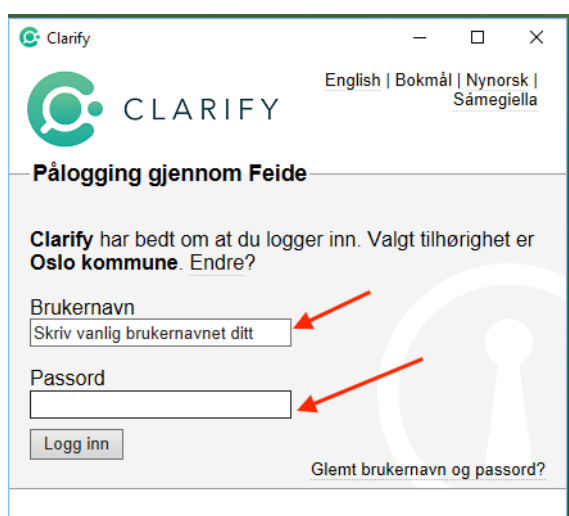 Clarify
CLARIFY
English | Bokmål | Nynorsk |
Sámegiella
Pålogging gjennom Feide
Clarify har bedt om at du logger inn. Valgt tilhørighet er
Oslo kommune. Endre?
Brukernavn
Skriv vanlig brukernavnet ditt
Passord
Logg inn
Glemt brukernavn og passord?